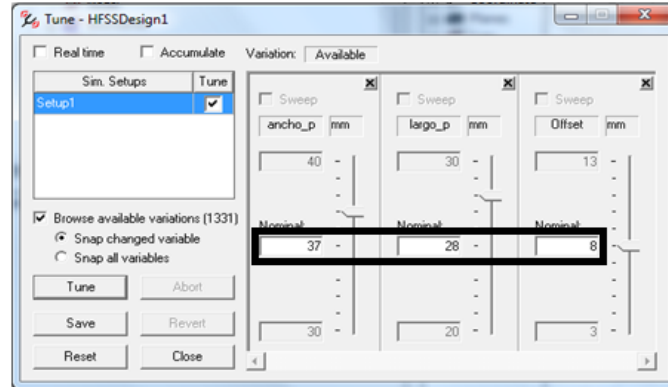 Tune - HFSSDesign1
Real time Accumulate Variation: Available
Sim. Setups Tune
Setup1
Browse available variations (1331)
Snap changed variable
Snap all variables
Tune Abort
Save Revert
Reset Close
Sweep
ancho_p mm
40
Nominal:
37
30
Sweep
largo_p mm
30
Nominal:
28
20
Sweep
Offset mm
13
Nominal:
8
3